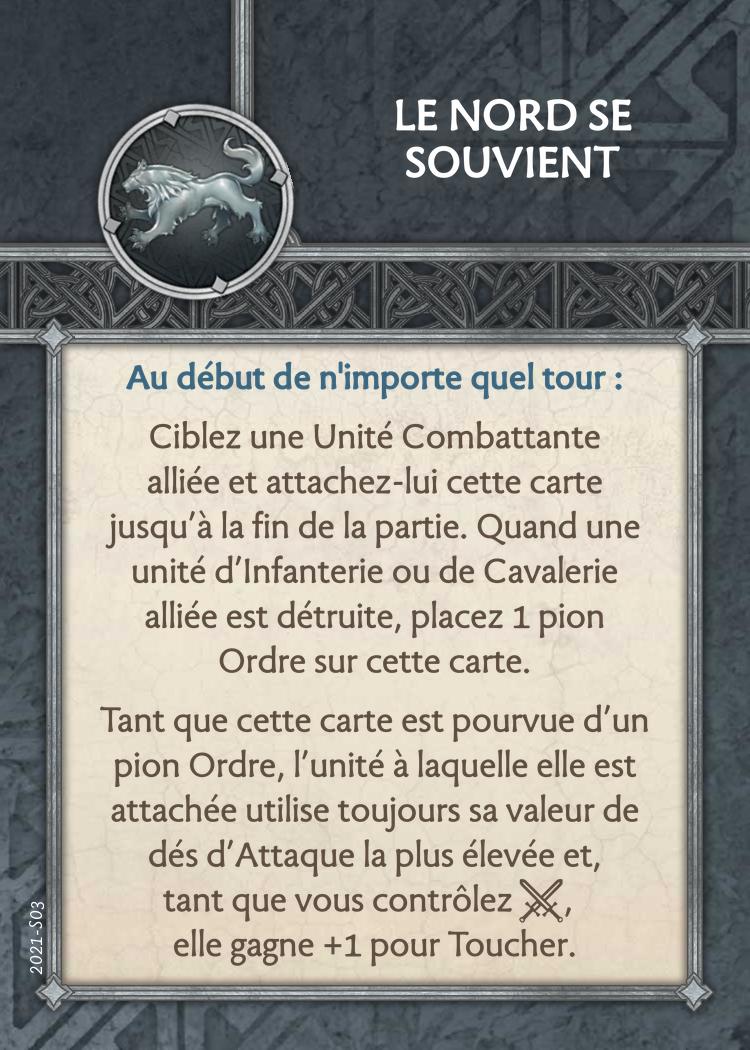 LE NORD SE
SOUVIENT
Au début de n'importe quel tour :
Ciblez une Unité Combattante
alliée et attachez-lui cette carte
jusqu’à la fin de la partie. Quand une
unité d’Infanterie ou de Cavalerie
alliée est détruite, placez 1 pion
Ordre sur cette carte.
Tant que cette carte est pourvue d’un
pion Ordre, l’unité à laquelle elle est
attachée utilise toujours sa valeur de
dés d’Attaque la plus élevée et,
tant que vous contrôlez ,
elle gagne +1 pour Toucher.
2021-S03